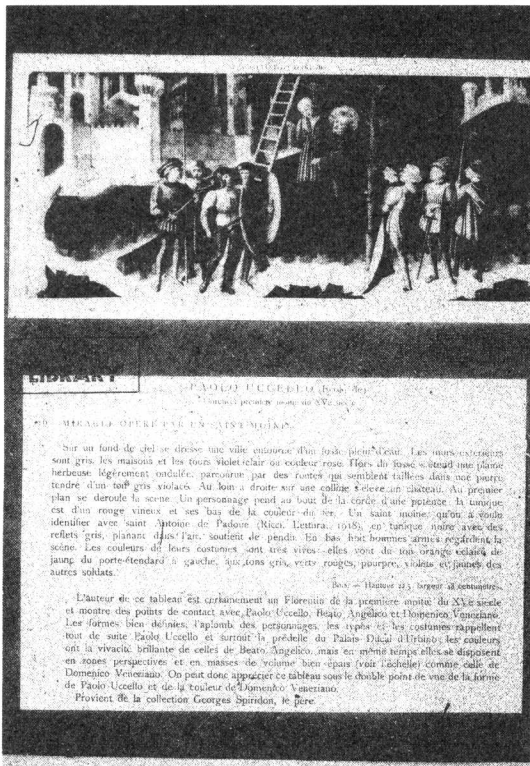 LIBRARY
PAOLO UCCELLO (Ecole de)
première moitié du XVe siècle
MIRACLE OPÉRÉ PAR UN SAINT MOINE
Sur un fond de ciel se dresse une ville entourée d'un fossé plein d'eau. Les murs extérieurs
sont gris, les maisons et les tours violet clair ou couleur rose. Hors du fossé s'étend une plaine
herbeuse légèrement ondulée, parcourue par des routes qui semblent taillées dans une pierre
tendre d'un ton gris violacé. Au loin à droite sur une colline s'élève un château. Au premier
plan se déroule la scène. Un personnage pend au bout de la corde d'une potence, la tunique
est d'un rouge vineux et ses bas de la couleur du fer. Un saint moine, qu'on a voulu
identifier avec saint Antoine de Padoue (Ricci, Lettura, 1918), en tunique noire avec des
reflets gris, planant dans l'air, soutient le pendu. En bas huit hommes armés regardent la
scène. Les couleurs de leurs costumes sont très vives: elles vont du ton orange éclairé de
jaune du porte-étendard à gauche, aux tons gris, verts, rouges, pourpre, violets et jaunes des
autres soldats.
Bois. — Hauteur 22,5, largeur 58 centimètres.
L'auteur de ce tableau est certainement un Florentin de la première moitié du XVe siècle
et montre des points de contact avec Paolo Uccello, Beato Angelico et Domenico Veneziano.
Les formes bien définies, l'aplomb des personnages, les types et les costumes rappellent
tout de suite Paolo Uccello et surtout la prédelle du Palais Ducal d'Urbino; les couleurs
ont la vivacité brillante de celles de Beato Angelico, mais en même temps elles se disposent
en zones perspectives et en masses de volume bien épais (voir l'échelle) comme celle de
Domenico Veneziano. On peut donc apprécier ce tableau sous le double point de vue de la forme
de Paolo Uccello et de la couleur de Domenico Veneziano.
Provient de la collection Georges Spiridon, le père.